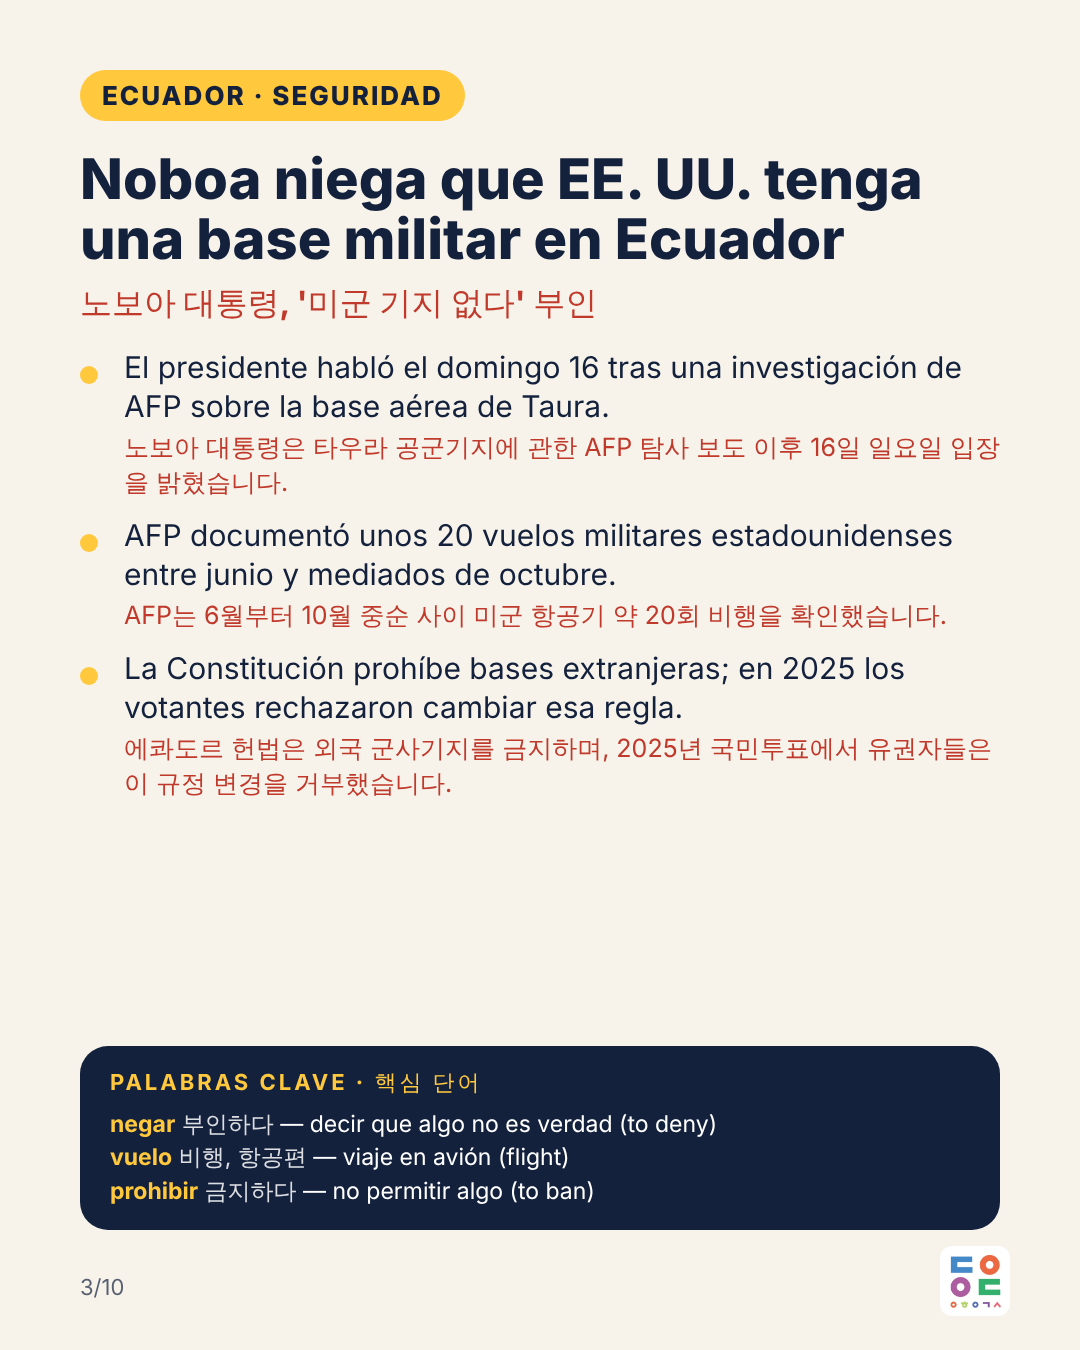 ECUADOR · SEGURIDAD
Noboa niega que EE. UU. tenga
una base militar en Ecuador
노보아 대통령, '미군 기지 없다' 부인
El presidente habló el domingo 16 tras una investigación de
AFP sobre la base aérea de Taura.
노보아 대통령은 타우라 공군기지에 관한 AFP 탐사 보도 이후 16일 일요일 입장
을 밝혔습니다.
AFP documentó unos 20 vuelos militares estadounidenses
entre junio y mediados de octubre.
AFP는 6월부터 10월 중순 사이 미군 항공기 약 20회 비행을 확인했습니다.
La Constitución prohíbe bases extranjeras; en 2025 los
votantes rechazaron cambiar esa regla.
에콰도르 헌법은 외국 군사기지를 금지하며, 2025년 국민투표에서 유권자들은
이 규정 변경을 거부했습니다.
PALABRAS CLAVE · 핵심 단어
negar 부인하다 — decir que algo no es verdad (to deny)
vuelo 비행, 항공편 — viaje en avión (flight)
prohibir 금지하다 — no permitir algo (to ban)
3/10